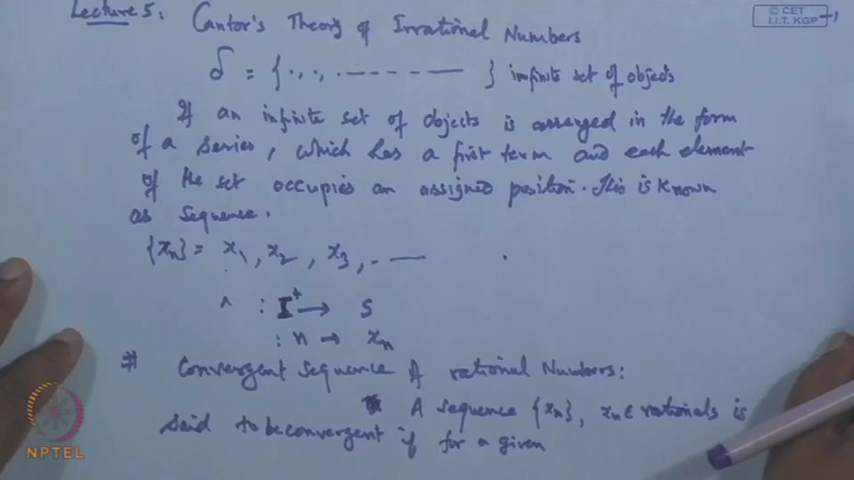 Lecture 5: Cantor's Theory of Irrational Numbers
© CET
I.I.T. KGP
S = {.,.,. ------- } infinite set of objects
If an infinite set of objects is arranged in the form
of a series, which has a first term and each element
of the set occupies an assigned position. This is known
as sequence.
{xn} = x1, x2, x3, . ——
: I+ → S
: n → xn
# Convergent sequence of rational Numbers:
A sequence {xn}, xn ∈ rationals is
said to be convergent if for a given
NPTEL